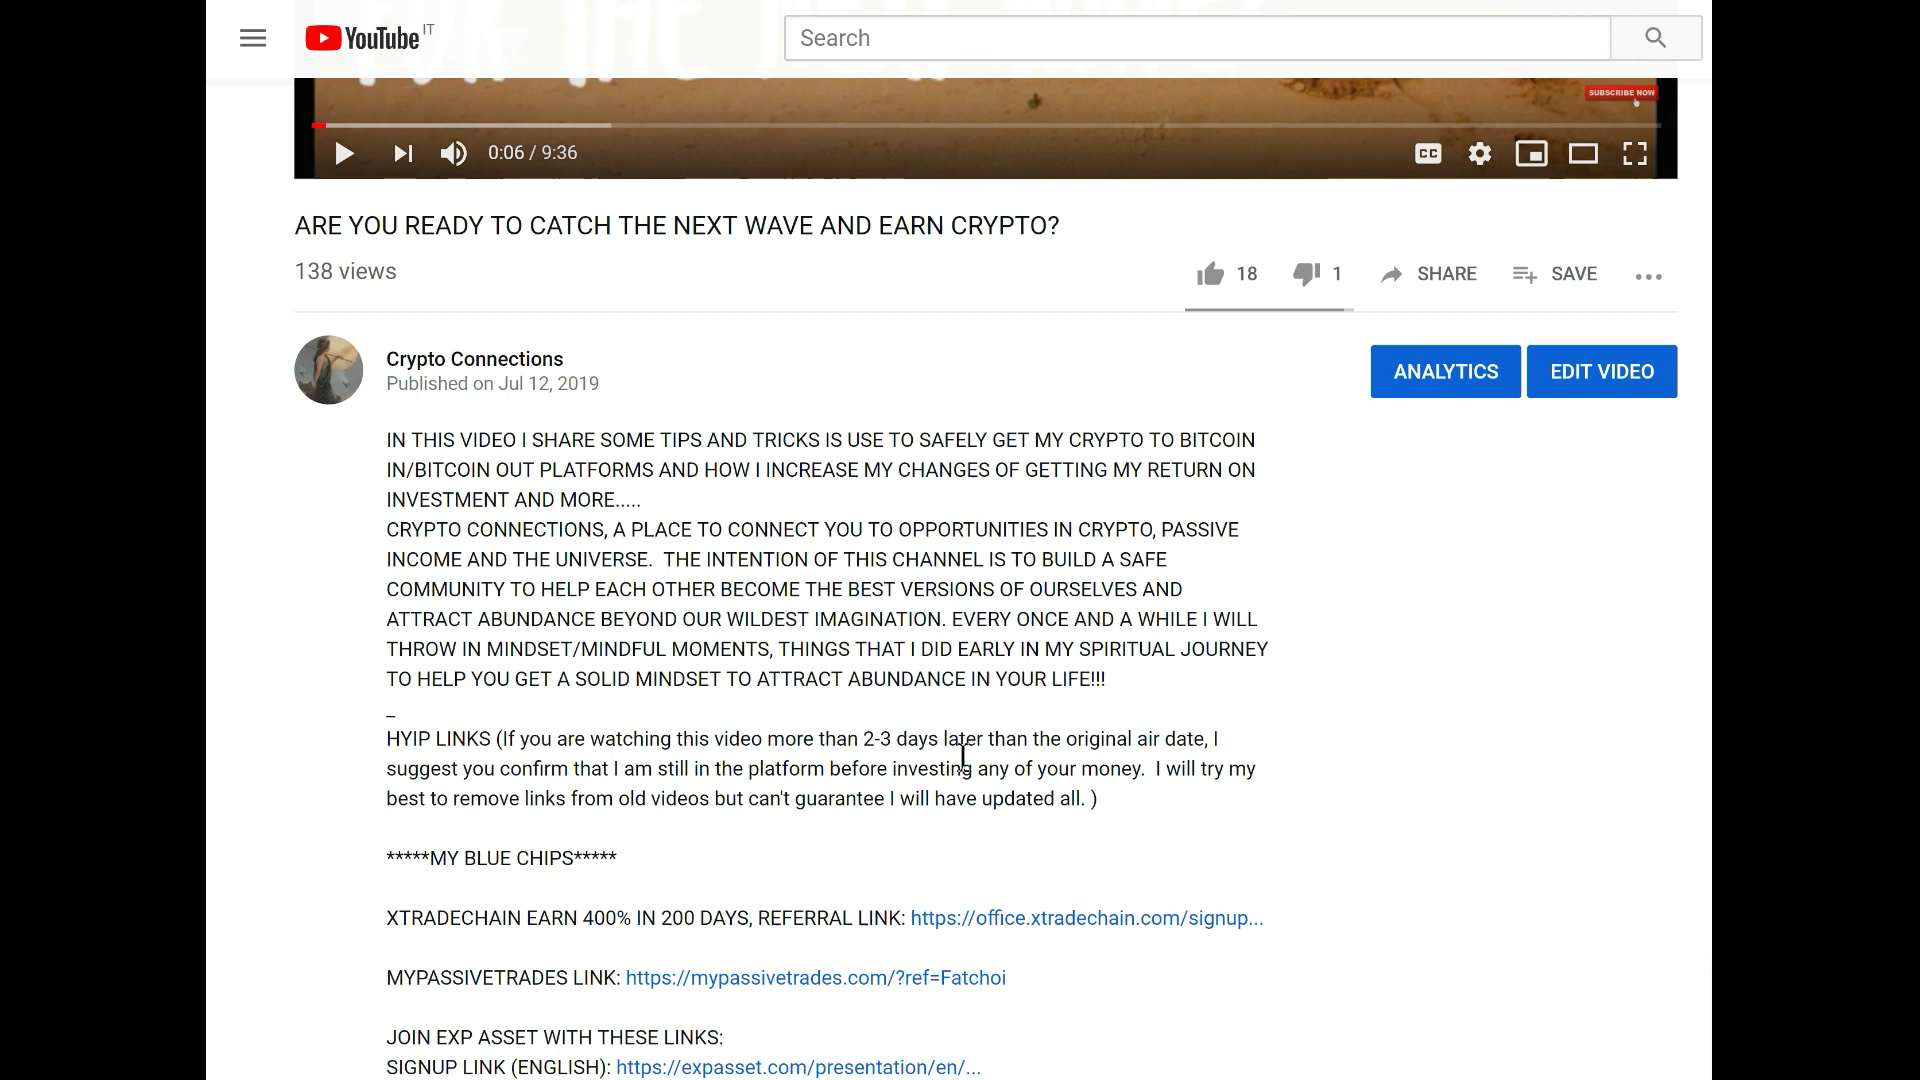 YouTube IT
Search
SUBSCRIBE NOW
0:06 / 9:36
CC
ARE YOU READY TO CATCH THE NEXT WAVE AND EARN CRYPTO?
138 views
18
1
SHARE
SAVE
Crypto Connections
Published on Jul 12, 2019
ANALYTICS
EDIT VIDEO
IN THIS VIDEO I SHARE SOME TIPS AND TRICKS IS USE TO SAFELY GET MY CRYPTO TO BITCOIN
IN/BITCOIN OUT PLATFORMS AND HOW I INCREASE MY CHANGES OF GETTING MY RETURN ON
INVESTMENT AND MORE.....
CRYPTO CONNECTIONS, A PLACE TO CONNECT YOU TO OPPORTUNITIES IN CRYPTO, PASSIVE
INCOME AND THE UNIVERSE.  THE INTENTION OF THIS CHANNEL IS TO BUILD A SAFE
COMMUNITY TO HELP EACH OTHER BECOME THE BEST VERSIONS OF OURSELVES AND
ATTRACT ABUNDANCE BEYOND OUR WILDEST IMAGINATION. EVERY ONCE AND A WHILE I WILL
THROW IN MINDSET/MINDFUL MOMENTS, THINGS THAT I DID EARLY IN MY SPIRITUAL JOURNEY
TO HELP YOU GET A SOLID MINDSET TO ATTRACT ABUNDANCE IN YOUR LIFE!!!
_
HYIP LINKS (If you are watching this video more than 2-3 days later than the original air date, I
suggest you confirm that I am still in the platform before investing any of your money.  I will try my
best to remove links from old videos but can't guarantee I will have updated all. )
*****MY BLUE CHIPS*****
XTRADECHAIN EARN 400% IN 200 DAYS, REFERRAL LINK: https://office.xtradechain.com/signup...
MYPASSIVETRADES LINK: https://mypassivetrades.com/?ref=Fatchoi
JOIN EXP ASSET WITH THESE LINKS:
SIGNUP LINK (ENGLISH): https://expasset.com/presentation/en/...